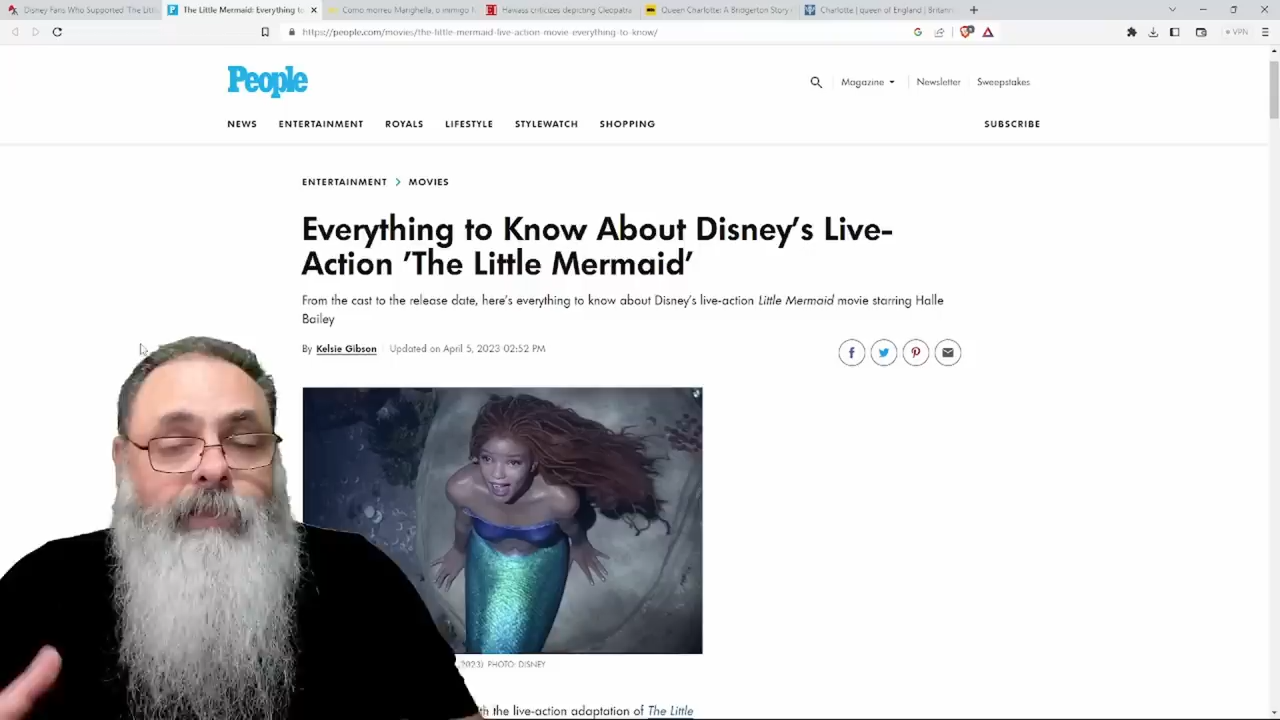 Disney Fans Who Supported 'The Littl
The Little Mermaid: Everything to
Como morreu Marighella, o inimigo
Hawass criticizes depicting Cleopatra
Queen Charlotte: A Bridgerton Story
Charlotte | queen of England | Britann
https://people.com/movies/the-little-mermaid-live-action-movie-everything-to-know/
VPN
People
Magazine
Newsletter
Sweepstakes
NEWS ENTERTAINMENT ROYALS LIFESTYLE STYLEWATCH SHOPPING
SUBSCRIBE
ENTERTAINMENT > MOVIES
Everything to Know About Disney's Live-
Action 'The Little Mermaid'
From the cast to the release date, here's everything to know about Disney's live-action Little Mermaid movie starring Halle
Bailey
By Kelsie Gibson | Updated on April 5, 2023 02:52 PM
2023) PHOTO: DISNEY
th the live-action adaptation of The Little